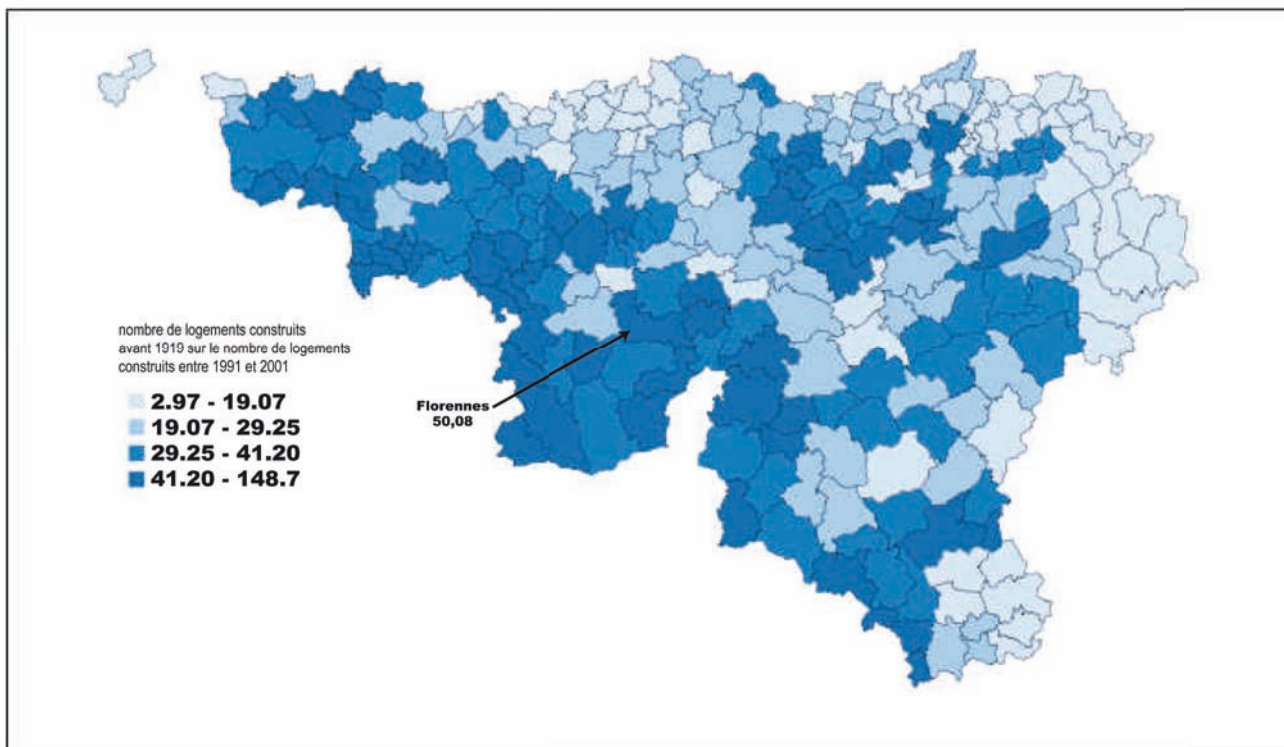 nombre de logements construits
avant 1919 sur le nombre de logements
construits entre 1991 et 2001
2.97 - 19.07
19.07 - 29.25
29.25 - 41.20
41.20 - 148.7
Florennes
50,08